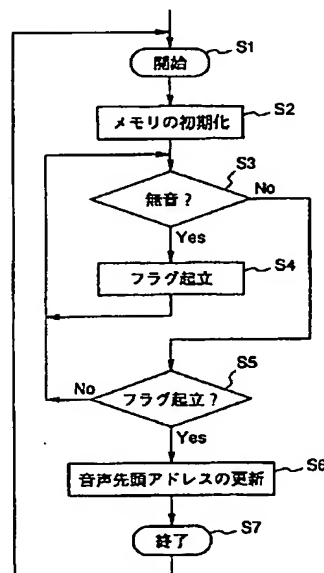 S1
開始
S2
メモリの初期化
S3
無音?
No
Yes
S4
フラグ起立
S5
No
フラグ起立?
Yes
S6
音声先頭アドレスの更新
S7
終了